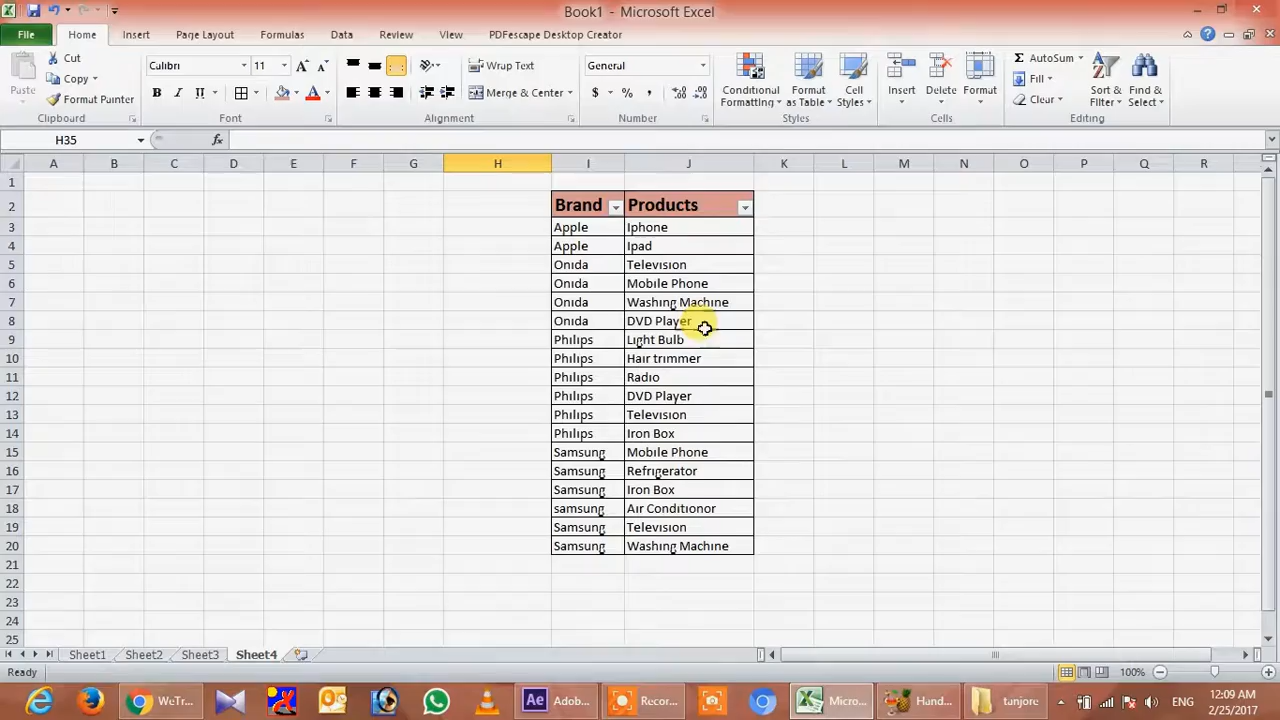 Book1 - Microsoft Excel
File Home Insert Page Layout Formulas Data Review View PDFescape Desktop Creator
Paste
Cut
Copy
Format Painter
Clipboard
Calibri 11
B I U
Font
Wrap Text
Merge & Center
Alignment
General
$ % ,
Number
Conditional Formatting
Format as Table
Cell Styles
Styles
Insert
Delete
Format
Cells
AutoSum
Fill
Clear
Sort & Filter
Find & Select
Editing
H35 fx
A B C D E F G H I J K L M N O P Q R
1
2 Brand Products
3 Apple Iphone
4 Apple Ipad
5 Onida Television
6 Onida Mobile Phone
7 Onida Washing Machine
8 Onida DVD Player
9 Philips Light Bulb
10 Philips Hair trimmer
11 Philips Radio
12 Philips DVD Player
13 Philips Television
14 Philips Iron Box
15 Samsung Mobile Phone
16 Samsung Refrigerator
17 Samsung Iron Box
18 samsung Air Conditionor
19 Samsung Television
20 Samsung Washing Machine
21
22
23
24
25
Sheet1 Sheet2 Sheet3 Sheet4
Ready 100%
WeTr... Adob... Recor... Micro... Hand... tanjore ENG 12:09 AM
2/25/2017